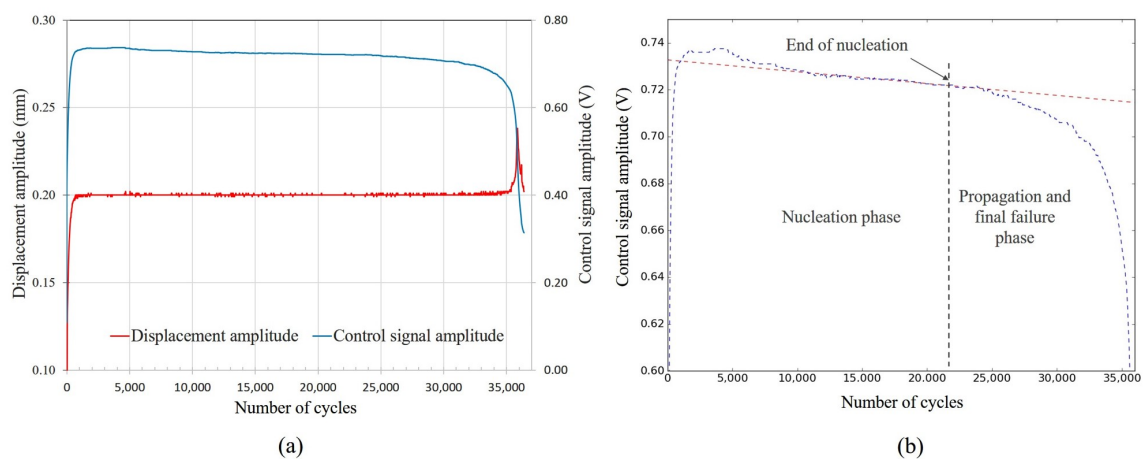 0.30
0.25
0.20
0.15
0.10
Displacement amplitude (mm)
0.80
0.60
0.40
0.20
0.00
Control signal amplitude (V)
Displacement amplitude
Control signal amplitude
0
5,000
10,000
15,000
20,000
25,000
30,000
35,000
Number of cycles
(a)
0.74
0.72
0.70
0.68
0.66
0.64
0.62
0.60
Control signal amplitude (V)
End of nucleation
Nucleation phase
Propagation and
final failure
phase
0
5,000
10,000
15,000
20,000
25,000
30,000
35,000
Number of cycles
(b)